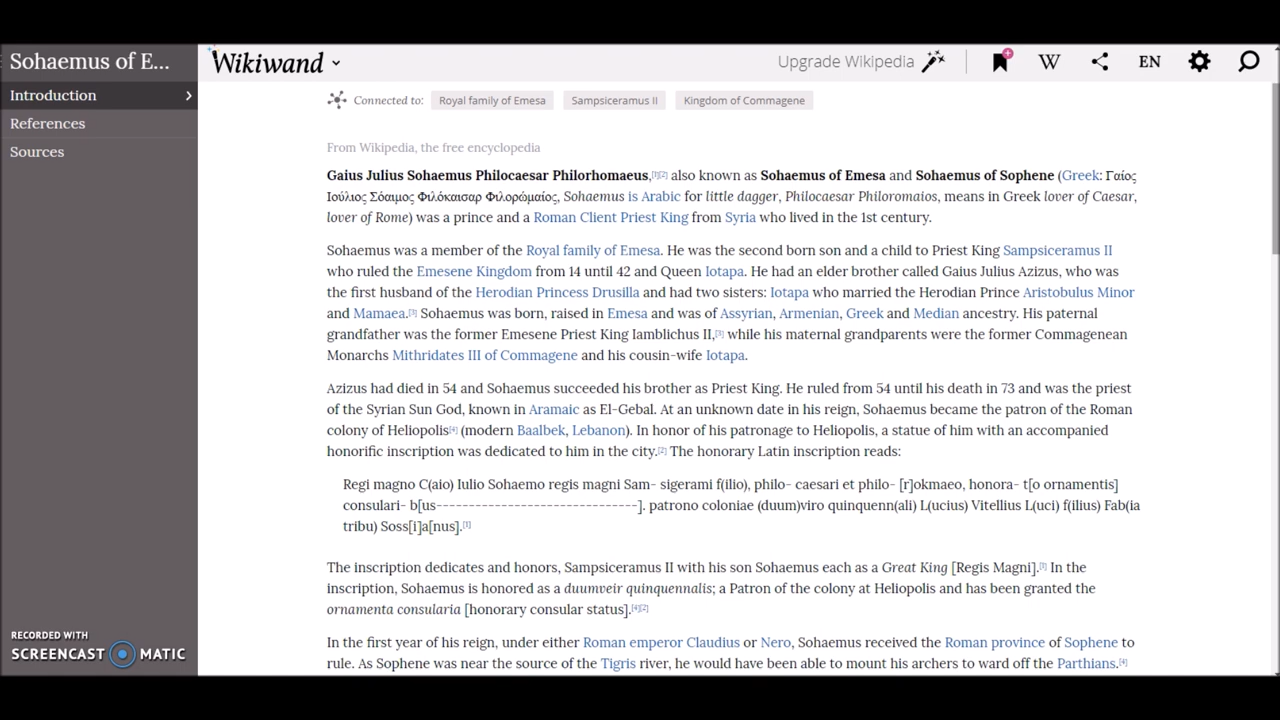 Sohaemus of E...
Introduction
References
Sources
RECORDED WITH
SCREENCAST MATIC
Wikiwand
Upgrade Wikipedia
W
EN
Connected to: Royal family of Emesa Sampsiceramus II Kingdom of Commagene
From Wikipedia, the free encyclopedia
Gaius Julius Sohaemus Philocaesar Philorhomaeus,[1][2] also known as Sohaemus of Emesa and Sohaemus of Sophene (Greek: Γαίος
Ιούλιος Σόαιμος Φιλόκαισαρ Φιλορώμαίος, Sohaemus is Arabic for little dagger, Philocaesar Philoromaios, means in Greek lover of Caesar,
lover of Rome) was a prince and a Roman Client Priest King from Syria who lived in the 1st century.
Sohaemus was a member of the Royal family of Emesa. He was the second born son and a child to Priest King Sampsiceramus II
who ruled the Emesene Kingdom from 14 until 42 and Queen Iotapa. He had an elder brother called Gaius Julius Azizus, who was
the first husband of the Herodian Princess Drusilla and had two sisters: Iotapa who married the Herodian Prince Aristobulus Minor
and Mamaea.[3] Sohaemus was born, raised in Emesa and was of Assyrian, Armenian, Greek and Median ancestry. His paternal
grandfather was the former Emesene Priest King Iamblichus II,[3] while his maternal grandparents were the former Commagenean
Monarchs Mithridates III of Commagene and his cousin-wife Iotapa.
Azizus had died in 54 and Sohaemus succeeded his brother as Priest King. He ruled from 54 until his death in 73 and was the priest
of the Syrian Sun God, known in Aramaic as El-Gebal. At an unknown date in his reign, Sohaemus became the patron of the Roman
colony of Heliopolis[4] (modern Baalbek, Lebanon). In honor of his patronage to Heliopolis, a statue of him with an accompanied
honorific inscription was dedicated to him in the city.[2] The honorary Latin inscription reads:
Regi magno C(aio) Iulio Sohaemo regis magni Sam- sigerami f(ilio), philo- caesari et philo- [r]okmaeo, honora- t[o ornamentis]
consulari- b[us-------------------------------]. patrono coloniae (duum)viro quinquenn(ali) L(ucius) Vitellius L(uci) f(ilius) Fab(ia
tribu) Soss[i]a[nus].[1]
The inscription dedicates and honors, Sampsiceramus II with his son Sohaemus each as a Great King [Regis Magni].[1] In the
inscription, Sohaemus is honored as a duumveir quinquennalis; a Patron of the colony at Heliopolis and has been granted the
ornamenta consularia [honorary consular status].[4][2]
In the first year of his reign, under either Roman emperor Claudius or Nero, Sohaemus received the Roman province of Sophene to
rule. As Sophene was near the source of the Tigris river, he would have been able to mount his archers to ward off the Parthians.[4]